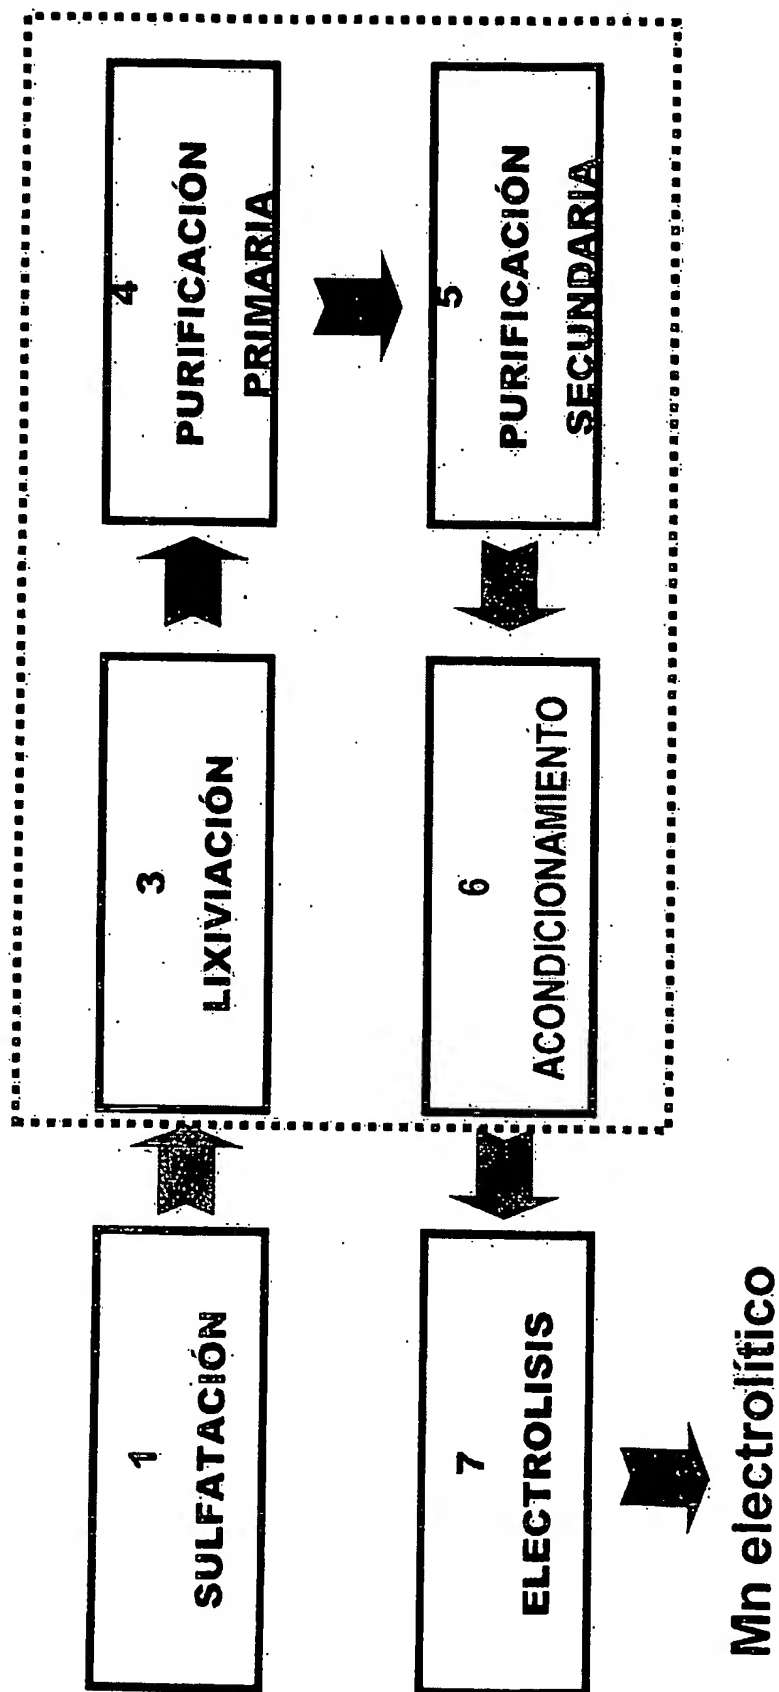 1
SULFATACIÓN
3
LIXIVIACIÓN
4
PURIFICACIÓN
PRIMARIA
5
PURIFICACIÓN
SECUNDARIA
6
ACONDICIONAMIENTO
7
ELECTROLISIS
Mn electrolítico